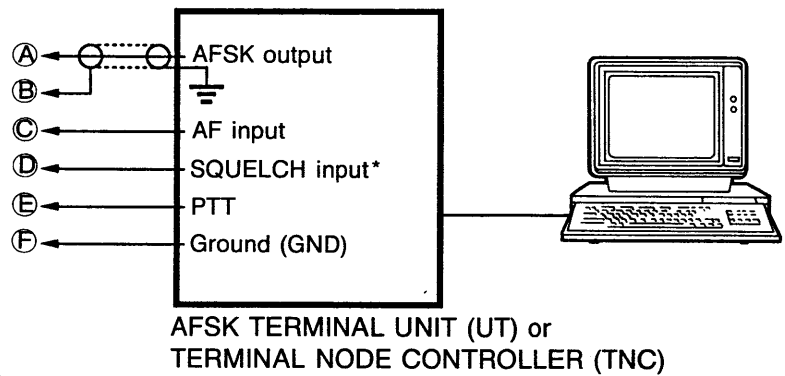 Ⓐ AFSK output
Ⓑ
Ⓒ AF input
Ⓓ SQUELCH input*
Ⓔ PTT
Ⓕ Ground (GND)
AFSK TERMINAL UNIT (UT) or
TERMINAL NODE CONTROLLER (TNC)